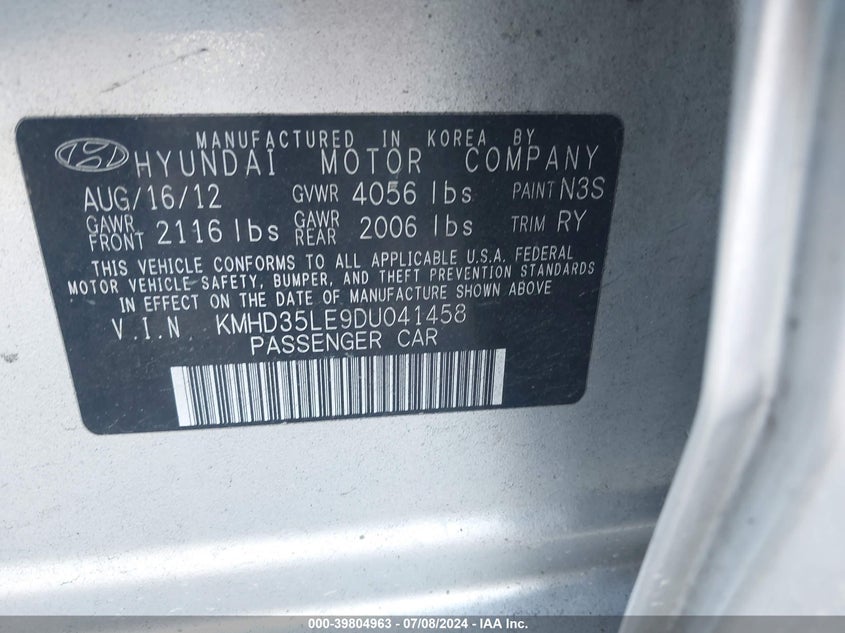 MANUFACTURED IN KOREA BY
HYUNDAI MOTOR COMPANY
AUG/16/12 GVWR 4056 lbs PAINT N3S
GAWR FRONT 2116 lbs GAWR REAR 2006 lbs TRIM RY
THIS VEHICLE CONFORMS TO ALL APPLICABLE U.S.A. FEDERAL
MOTOR VEHICLE SAFETY, BUMPER, AND THEFT PREVENTION STANDARDS
IN EFFECT ON THE DATE OF MANUFACTURE SHOWN ABOVE.
V.I.N KMHD35LE9DU041458
PASSENGER CAR
000-39804963 - 07/08/2024 - IAA Inc.